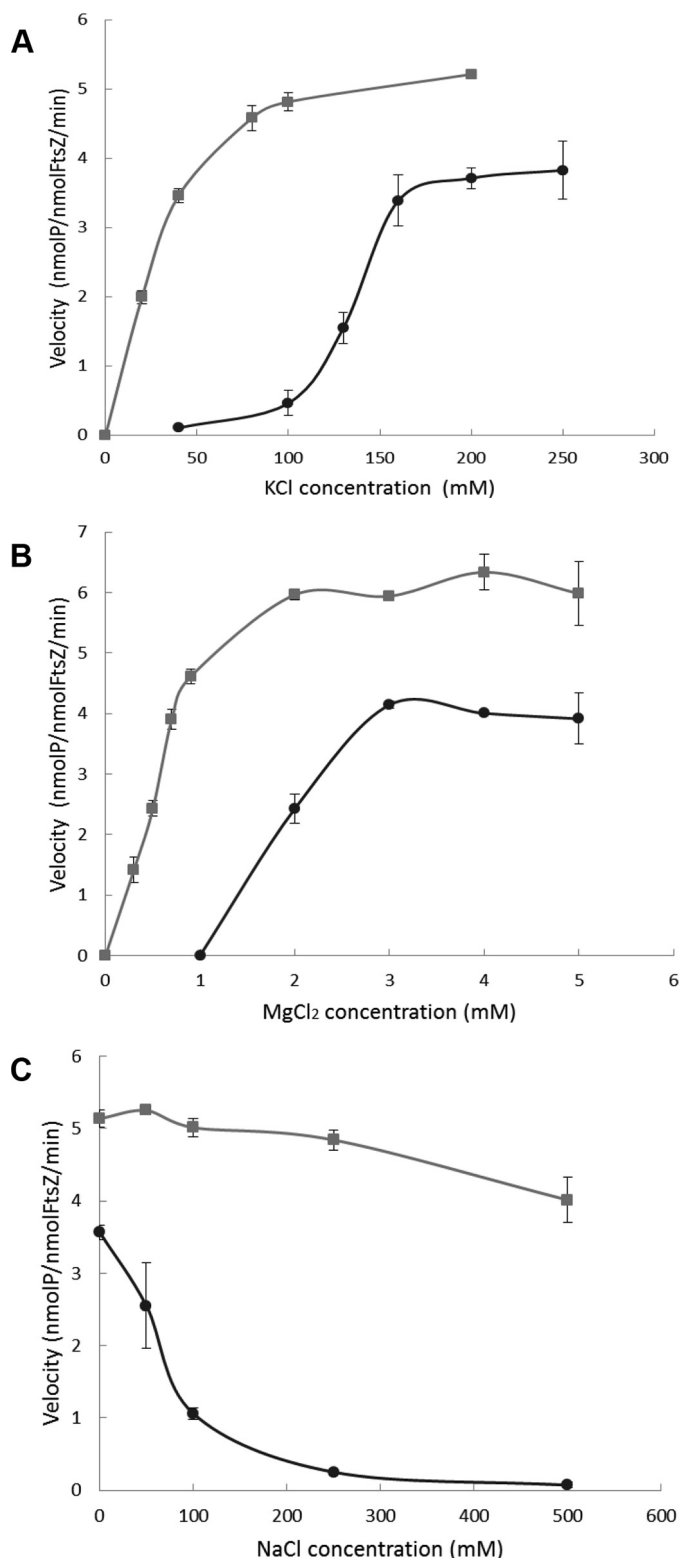 A
6
5
4
3
2
1
0
Velocity (nmolP/nmolFtsZ/min)
0 50 100 150 200 250 300
KCl concentration (mM)
B
7
6
5
4
3
2
1
0
Velocity (nmolP/nmolFtsZ/min)
0 1 2 3 4 5 6
MgCl₂ concentration (mM)
C
6
5
4
3
2
1
0
Velocity (nmolP/nmolFtsZ/min)
0 100 200 300 400 500 600
NaCl concentration (mM)